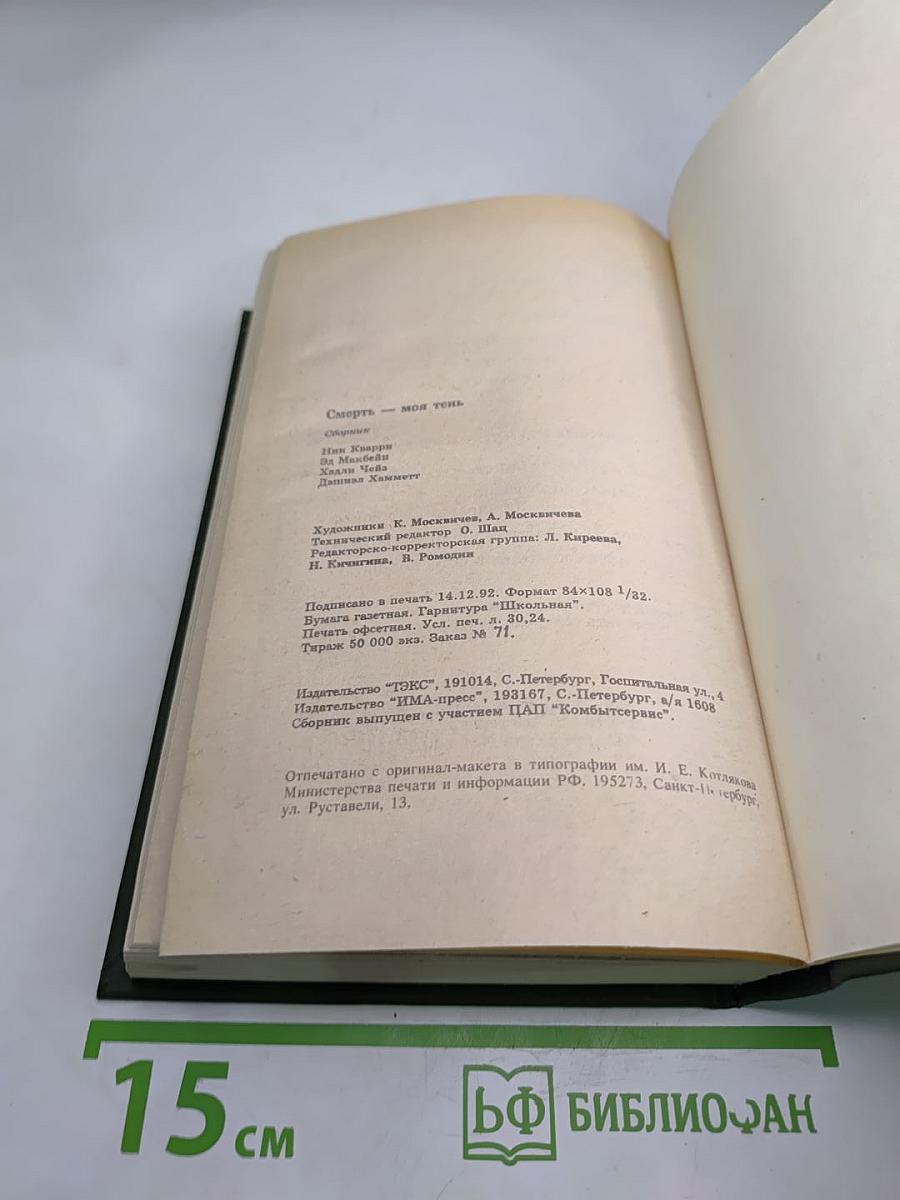 Смерть — моя тень
Сборник
Ник Кварри
Эд Макбейн
Хадли Чейз
Дашиал Хамметт
Художники К. Москвичев, А. Москвичева
Технический редактор О. Шац
Редакторско-корректорская группа: Л. Киреева,
Н. Кичигина, В. Ромодин
Подписано в печать 14.12.92. Формат 84×108 1/32.
Бумага газетная. Гарнитура "Школьная".
Печать офсетная. Усл. печ. л. 30,24.
Тираж 50 000 экз. Заказ № 71.
Издательство "ТЭКС", 191014, С.-Петербург, Госпитальная ул., 4
Издательство "ИМА-пресс", 193167, С.-Петербург, а/я 1608
Сборник выпущен с участием ЦАП "Комбытсервис".
Отпечатано с оригинал-макета в типографии им. И. Е. Котлякова
Министерства печати и информации РФ. 195273, Санкт-Петербург,
ул. Руставели, 13.
15 см
БФ БИБЛИОФАН